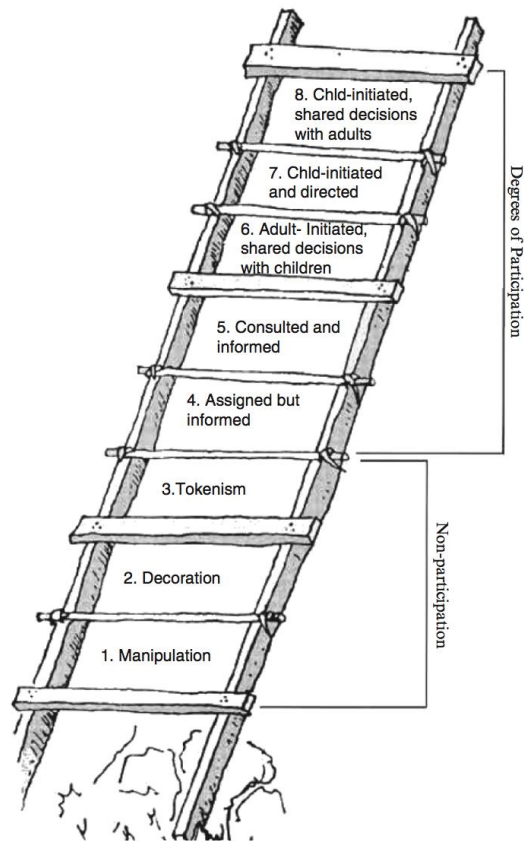 8. Chld-initiated,
shared decisions
with adults
7. Chld-initiated
and directed
6. Adult- Initiated,
shared decisions
with children
5. Consulted and
informed
4. Assigned but
informed
3.Tokenism
2. Decoration
1. Manipulation
Degrees of Participation
Non-participation